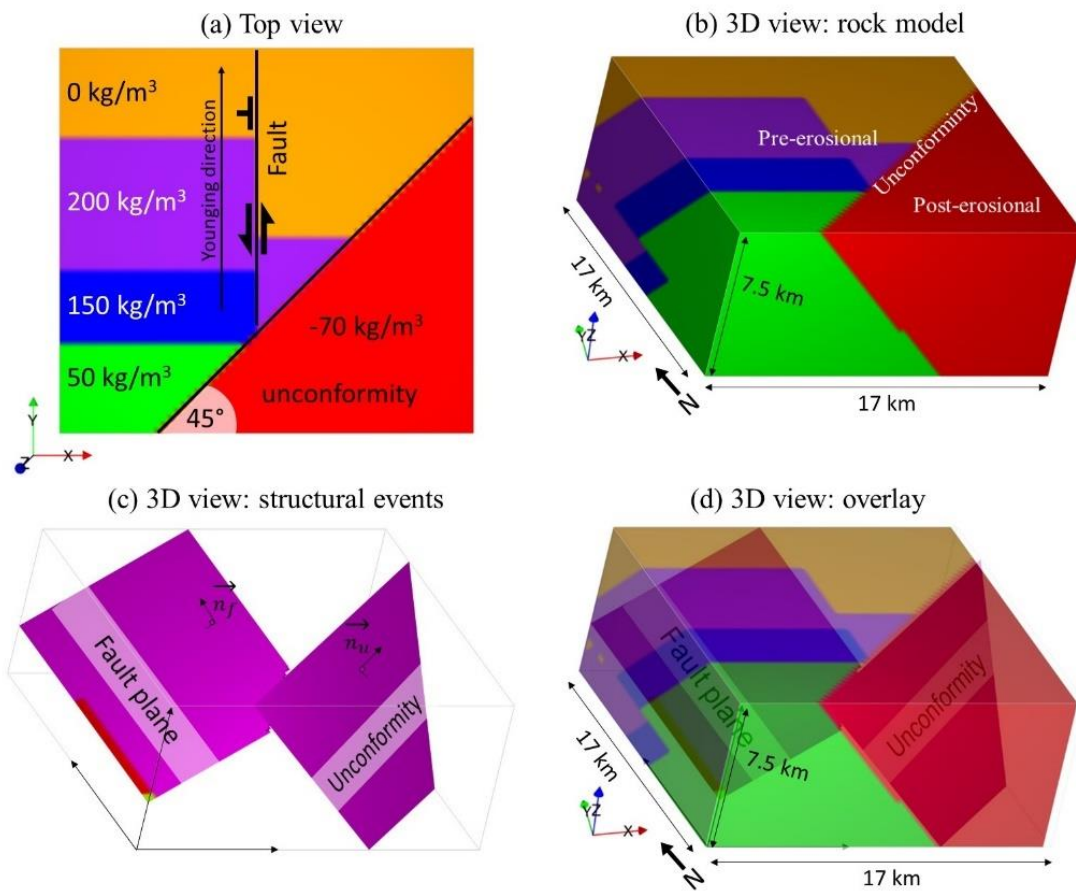 (a) Top view
0 kg/m³
Younging direction
Fault
200 kg/m³
150 kg/m³
-70 kg/m³
50 kg/m³
unconformity
45°
Y
Z
X
(b) 3D view: rock model
Pre-erosional
Unconforminty
Post-erosional
17 km
7.5 km
Y
Z
X
N
17 km
(c) 3D view: structural events
n_f
n_u
Fault plane
Unconformity
(d) 3D view: overlay
Fault plane
Unconformity
17 km
7.5 km
Y
Z
X
N
17 km